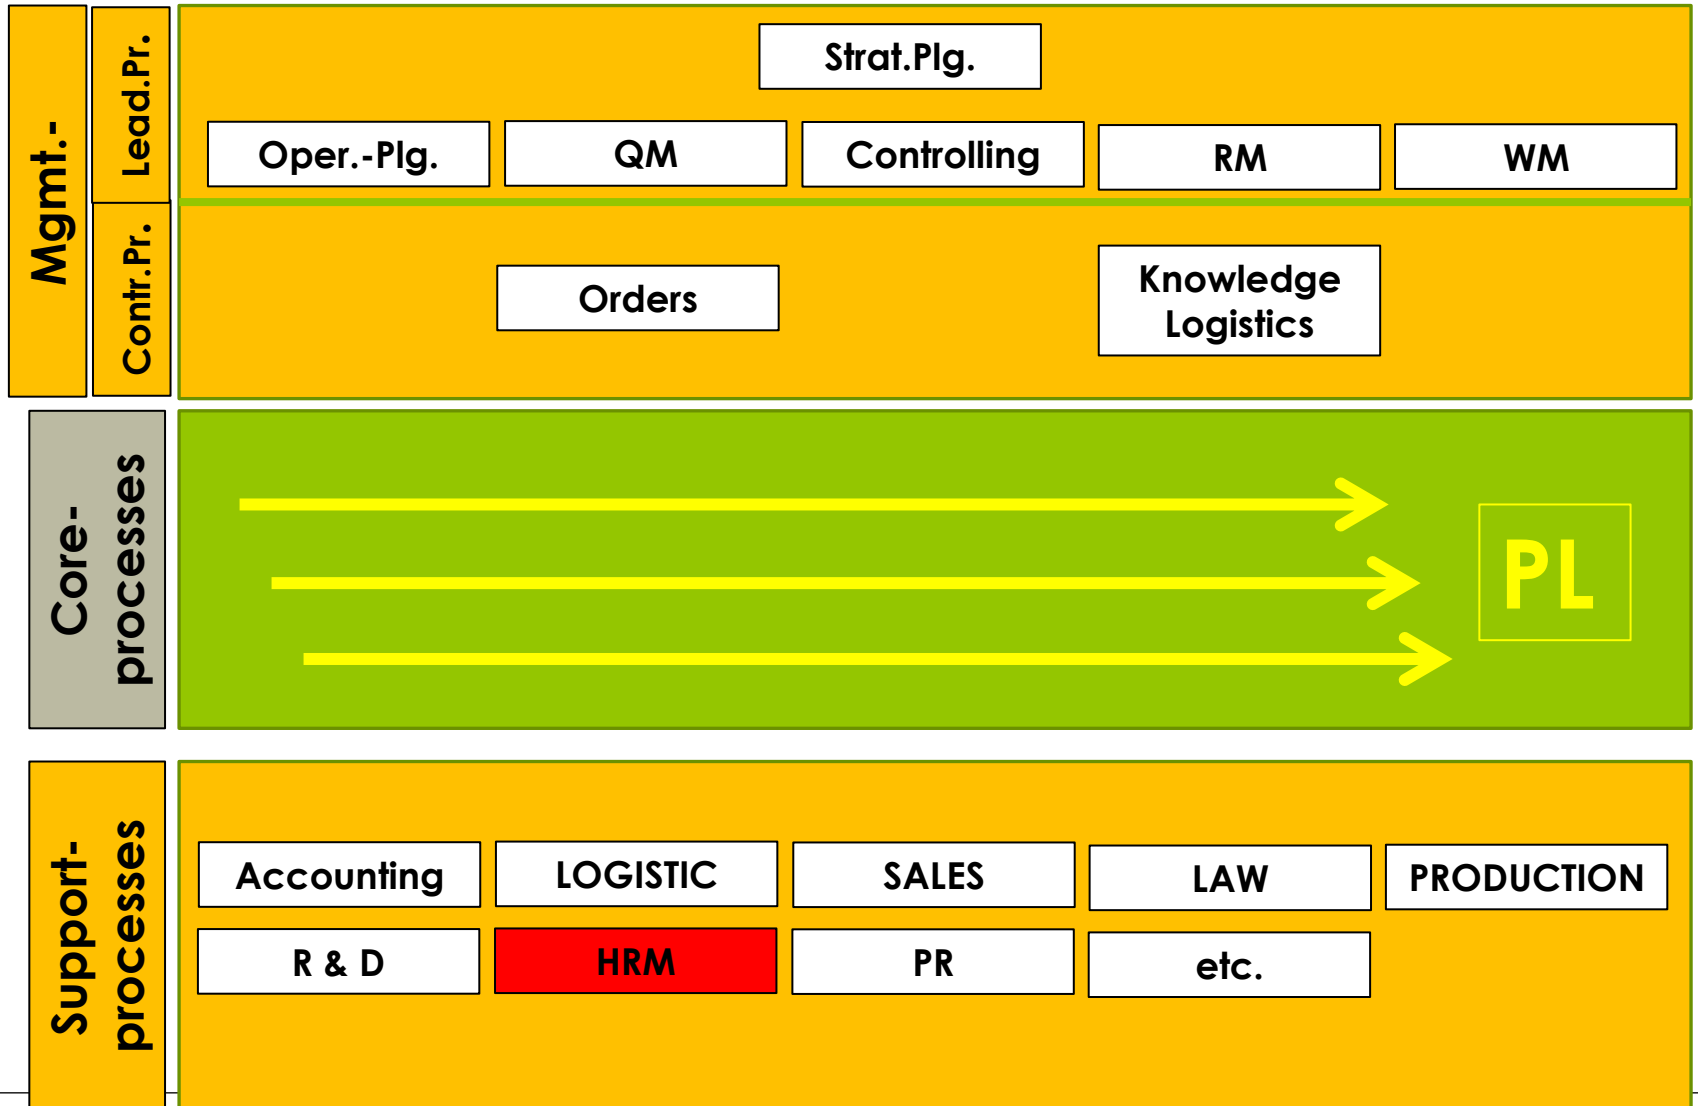 Mgmt.-
Lead.Pr.
Strat.Plg.
Oper.-Plg.
QM
Controlling
RM
WM
Contr.Pr.
Orders
Knowledge
Logistics
Core-
processes
PL
Support-
processes
Accounting
LOGISTIC
SALES
LAW
PRODUCTION
R & D
HRM
PR
etc.